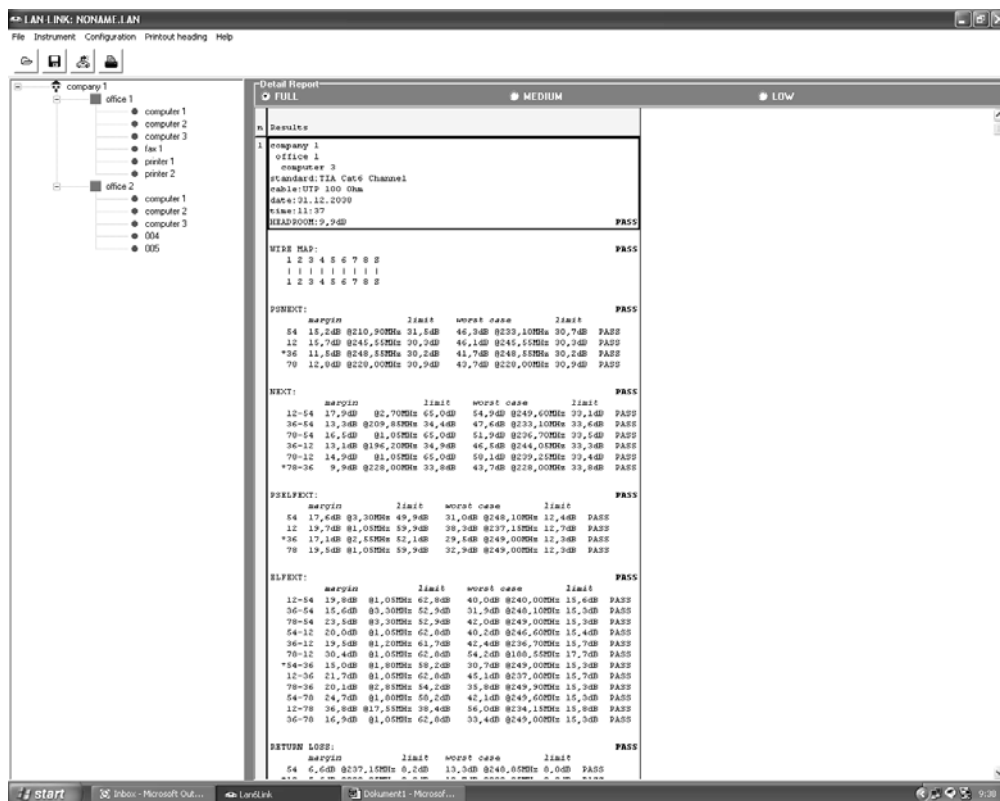 LAN-LINK: NONAME.LAN
File Instrument Configuration Printout heading Help
company 1
office 1
computer 1
computer 2
computer 3
fax 1
printer 1
printer 2
office 2
computer 1
computer 2
computer 3
004
005
Detail Report
FULL MEDIUM LOW
n Results
1 company 1
office 1
computer 3
standard:TIA Cat6 Channel
cable:UTP 100 Ohm
date:31.12.2030
time:11:37
HEADROOM:9,9dB PASS
WIRE MAP: PASS
1 2 3 4 5 6 7 8 S
| | | | | | | | |
1 2 3 4 5 6 7 8 S
PSNEXT: PASS
margin limit worst case limit
54 15,2dB @210,90MHz 31,5dB 46,3dB @233,10MHz 30,7dB PASS
12 15,7dB @245,55MHz 30,3dB 46,1dB @245,55MHz 30,3dB PASS
*36 11,5dB @248,55MHz 30,2dB 41,7dB @248,55MHz 30,2dB PASS
78 12,8dB @228,00MHz 30,9dB 43,7dB @228,00MHz 30,9dB PASS
NEXT: PASS
margin limit worst case limit
12-54 17,9dB @2,70MHz 65,0dB 54,9dB @249,60MHz 33,1dB PASS
36-54 13,3dB @209,85MHz 34,4dB 47,6dB @233,10MHz 33,6dB PASS
78-54 16,5dB @1,05MHz 65,0dB 51,9dB @236,70MHz 33,5dB PASS
36-12 13,1dB @196,20MHz 34,9dB 46,5dB @244,05MHz 33,3dB PASS
78-12 14,9dB @1,05MHz 65,0dB 50,1dB @239,25MHz 33,4dB PASS
*78-36 9,9dB @228,00MHz 33,8dB 43,7dB @228,00MHz 33,8dB PASS
PSELFEXT: PASS
margin limit worst case limit
54 17,6dB @3,30MHz 49,9dB 31,0dB @248,10MHz 12,4dB PASS
12 19,7dB @1,05MHz 59,9dB 38,3dB @237,15MHz 12,7dB PASS
*36 17,1dB @2,55MHz 52,1dB 29,5dB @249,00MHz 12,3dB PASS
78 19,5dB @1,05MHz 59,9dB 32,9dB @249,00MHz 12,3dB PASS
ELFEXT: PASS
margin limit worst case limit
12-54 19,8dB @1,05MHz 62,8dB 40,0dB @240,00MHz 15,6dB PASS
36-54 15,6dB @3,30MHz 52,9dB 31,9dB @248,10MHz 15,3dB PASS
78-54 23,5dB @3,30MHz 52,9dB 42,0dB @249,00MHz 15,3dB PASS
54-12 20,0dB @1,05MHz 62,8dB 40,2dB @246,60MHz 15,4dB PASS
36-12 19,5dB @1,20MHz 61,7dB 42,4dB @236,70MHz 15,7dB PASS
78-12 30,4dB @1,05MHz 62,8dB 54,2dB @188,55MHz 17,7dB PASS
*54-36 15,0dB @1,80MHz 58,2dB 30,7dB @249,00MHz 15,3dB PASS
12-36 21,7dB @1,05MHz 62,8dB 45,1dB @237,00MHz 15,7dB PASS
78-36 20,1dB @2,85MHz 54,2dB 35,8dB @249,90MHz 15,3dB PASS
54-78 24,7dB @1,80MHz 58,2dB 42,1dB @249,60MHz 15,3dB PASS
12-78 36,8dB @17,55MHz 38,4dB 56,0dB @234,15MHz 15,8dB PASS
36-78 16,9dB @1,05MHz 62,8dB 33,4dB @249,00MHz 15,3dB PASS
RETURN LOSS: PASS
margin limit worst case limit
54 6,6dB @237,15MHz 8,2dB 13,3dB @248,85MHz 8,0dB PASS
start Inbox - Microsoft Out... Lan6Link Dokument1 - Microsof... 9:38